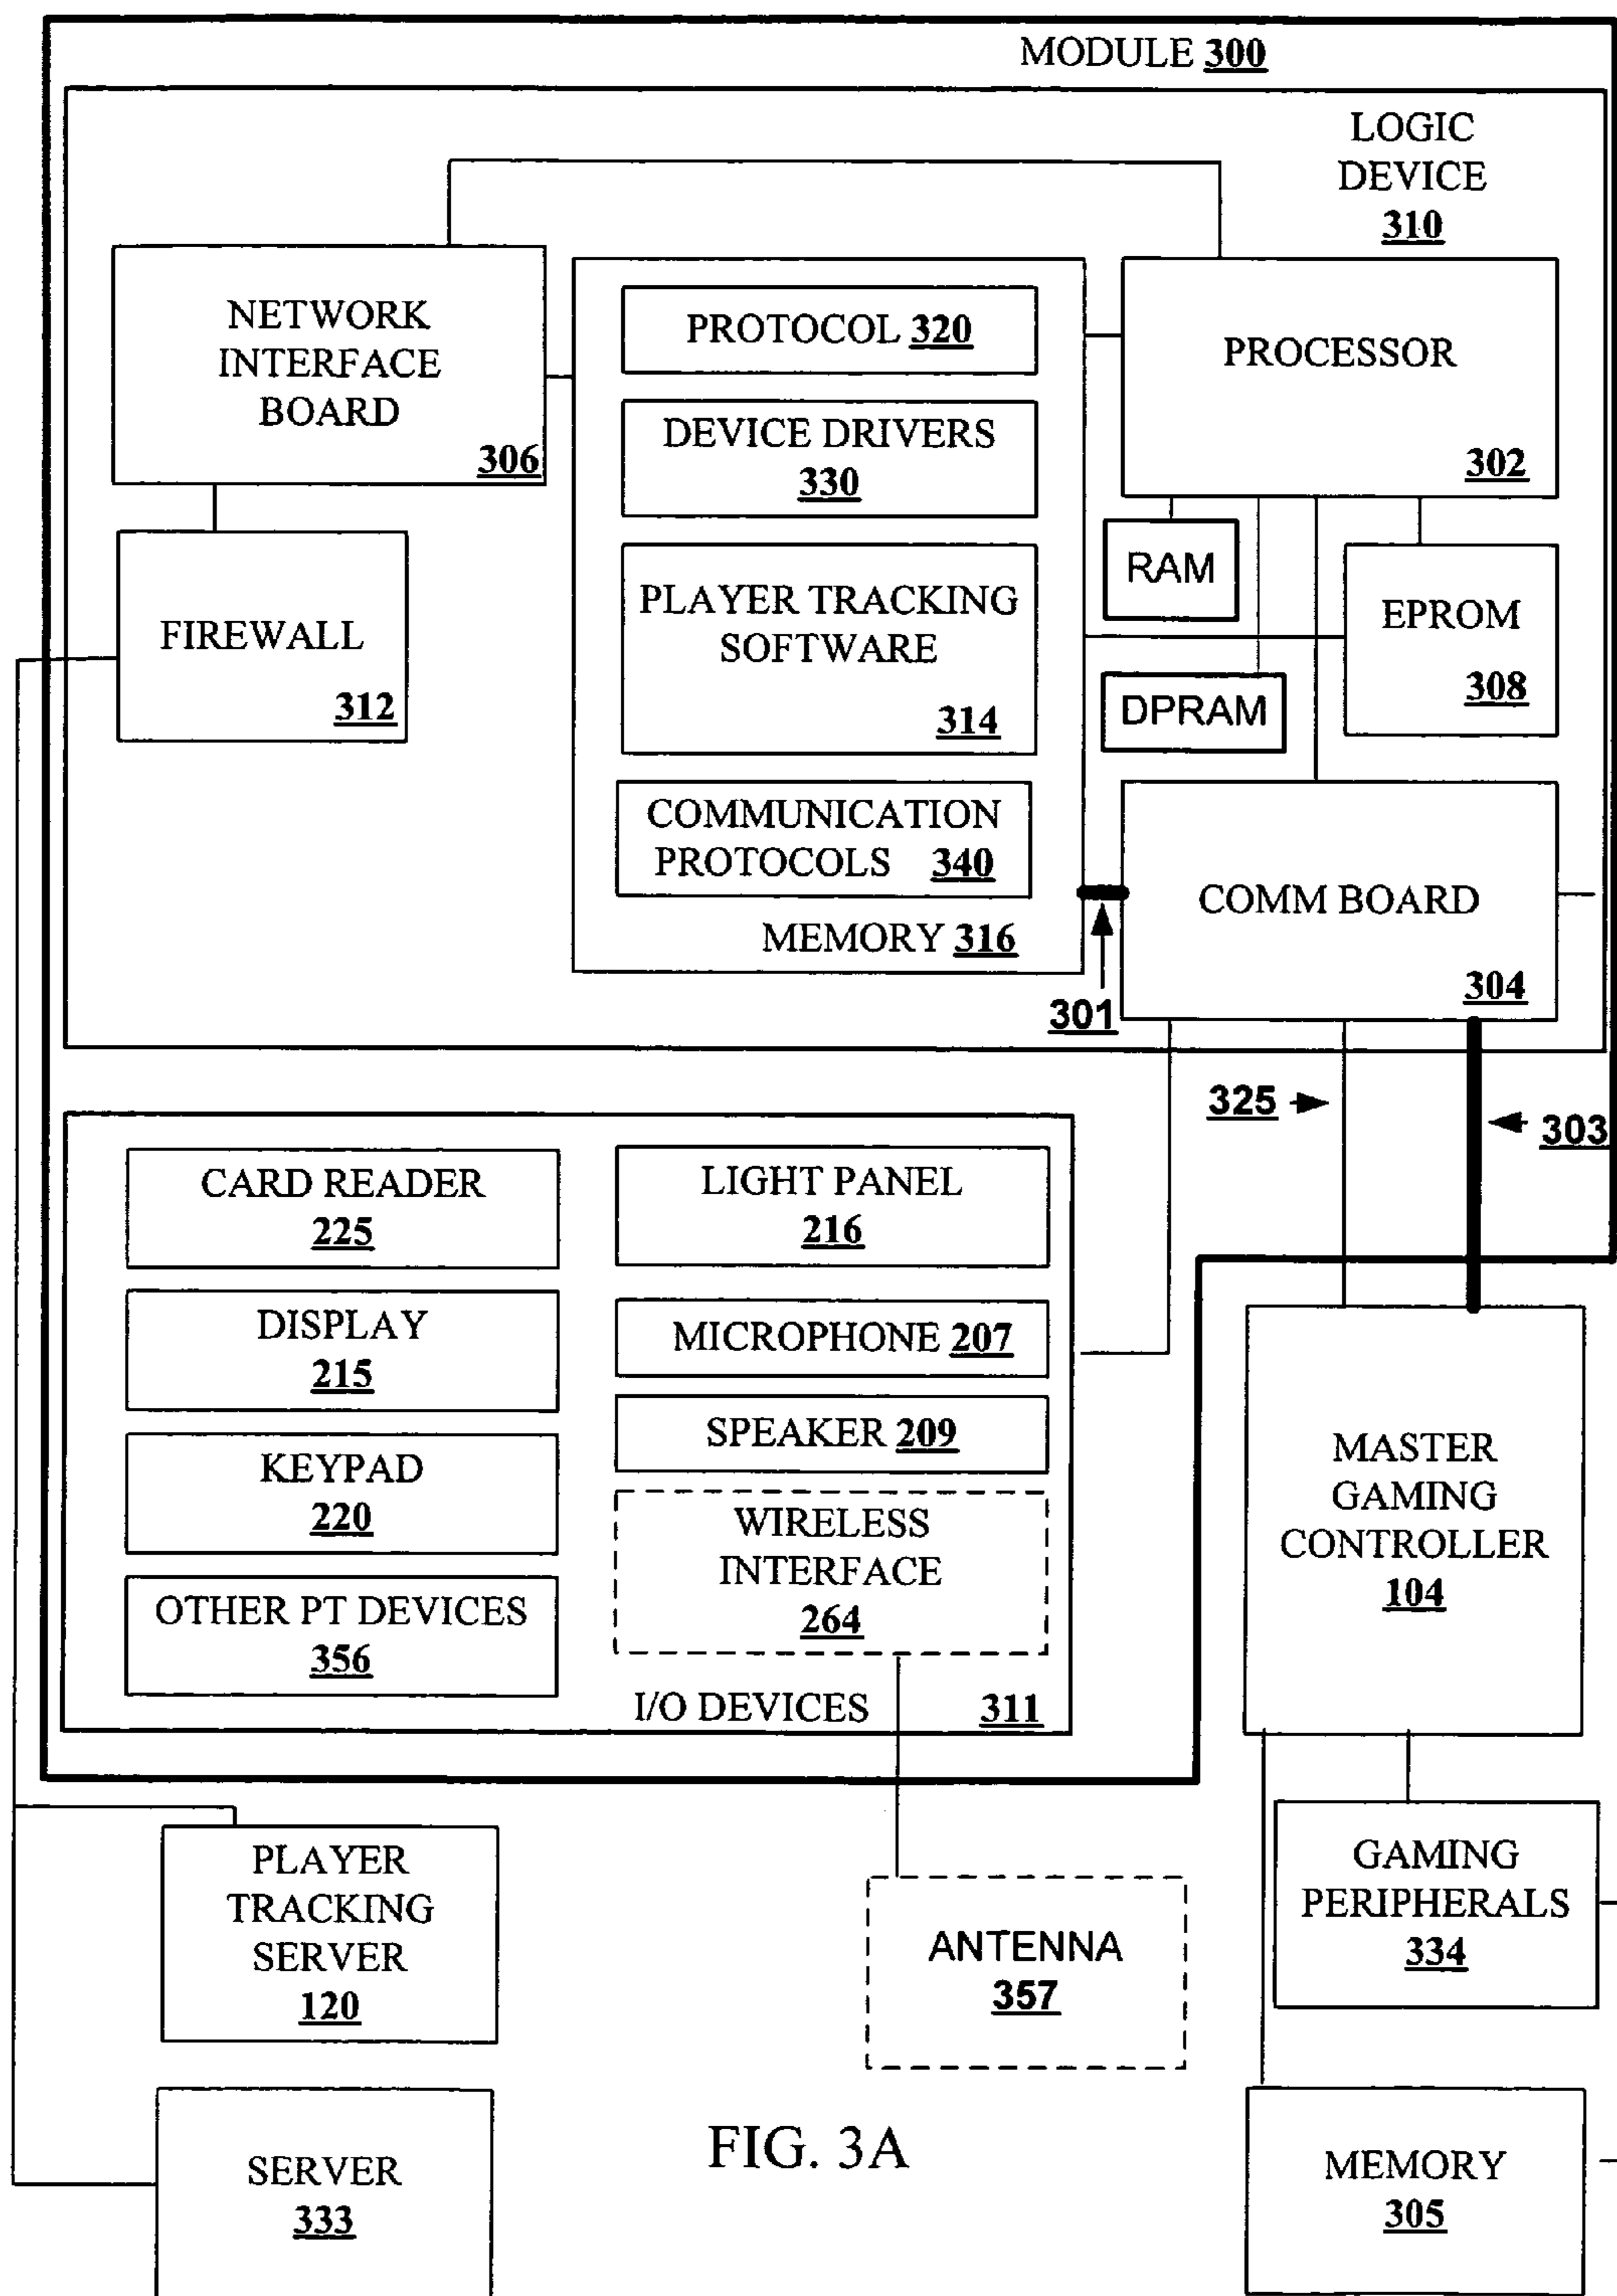 MODULE 300
LOGIC
DEVICE
310
NETWORK
INTERFACE
BOARD
306
PROTOCOL 320
DEVICE DRIVERS
330
PLAYER TRACKING
SOFTWARE
314
COMMUNICATION
PROTOCOLS 340
MEMORY 316
PROCESSOR
302
RAM
EPROM
308
DPRAM
FIREWALL
312
COMM BOARD
304
301
325
303
CARD READER
225
LIGHT PANEL
216
DISPLAY
215
MICROPHONE 207
KEYPAD
220
SPEAKER 209
OTHER PT DEVICES
356
WIRELESS
INTERFACE
264
I/O DEVICES 311
MASTER
GAMING
CONTROLLER
104
PLAYER
TRACKING
SERVER
120
ANTENNA
357
GAMING
PERIPHERALS
334
SERVER
333
FIG. 3A
MEMORY
305